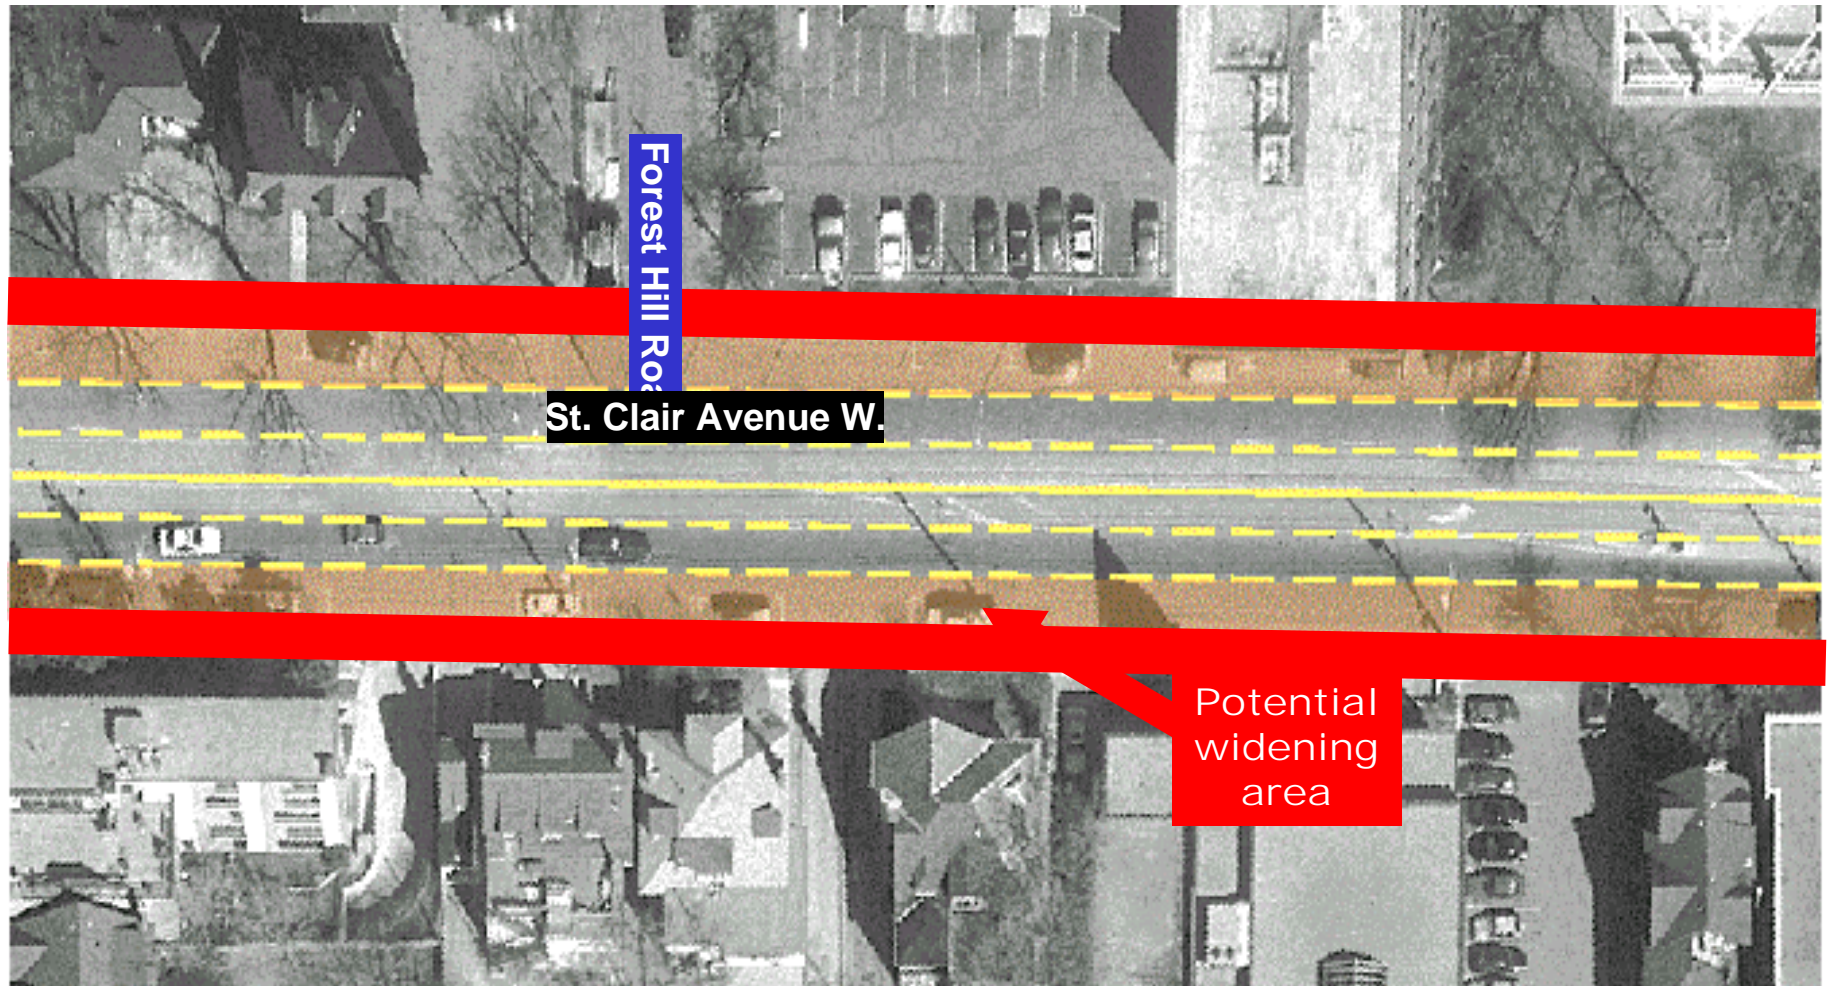 Forest Hill Roa
St. Clair Avenue W.
Potential
widening
area